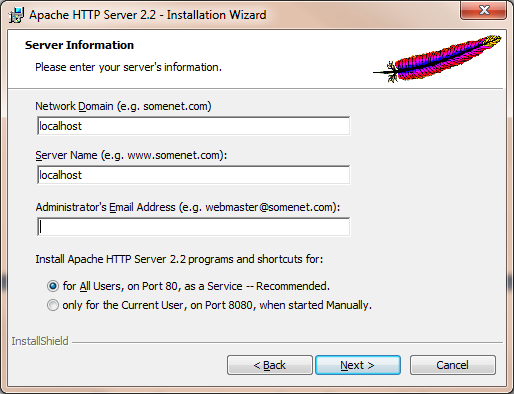 Apache HTTP Server 2.2 - Installation Wizard
Server Information
Please enter your server's information.
Network Domain (e.g. somenet.com)
localhost
Server Name (e.g. www.somenet.com):
localhost
Administrator's Email Address (e.g. webmaster@somenet.com):
Install Apache HTTP Server 2.2 programs and shortcuts for:
for All Users, on Port 80, as a Service -- Recommended.
only for the Current User, on Port 8080, when started Manually.
InstallShield
< Back Next > Cancel